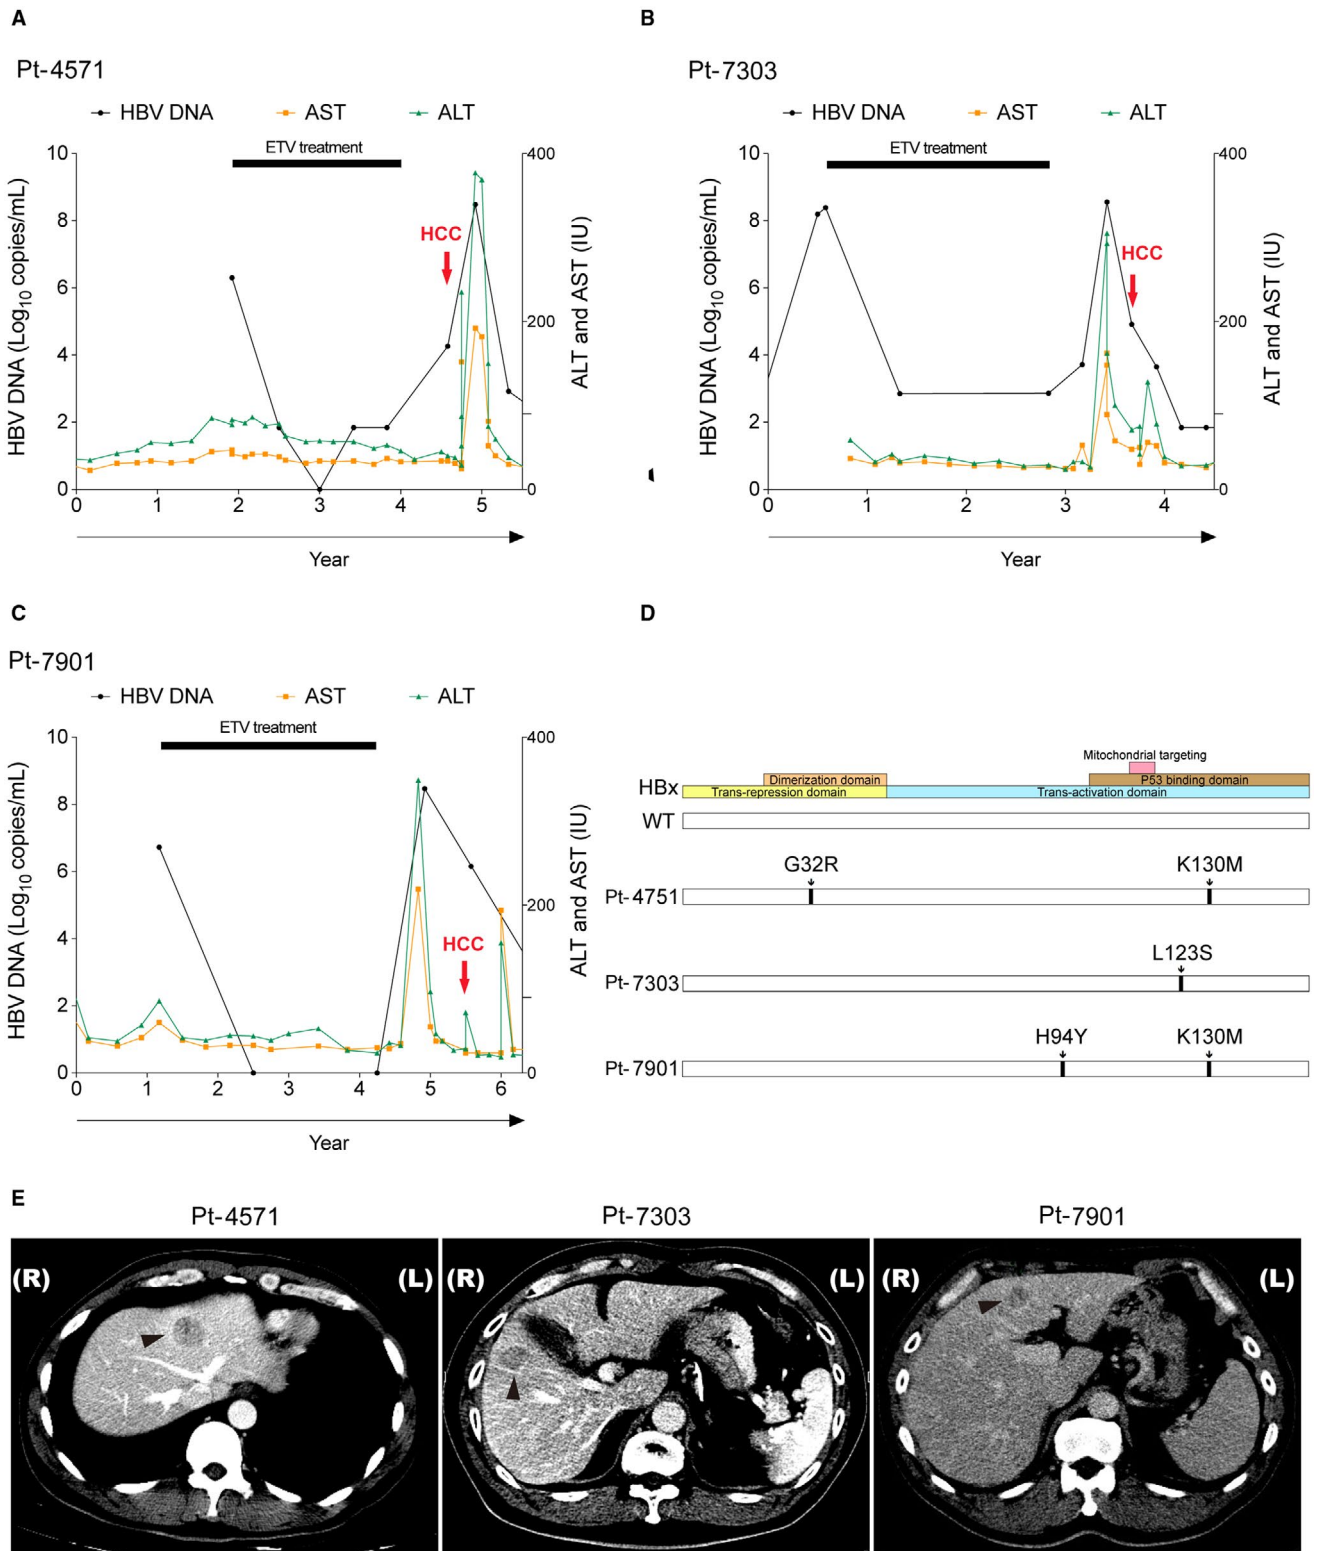 A
Pt-4571
HBV DNA AST ALT
ETV treatment
HCC
HBV DNA (Log10 copies/mL)
ALT and AST (IU)
10
8
6
4
2
0
400
200
0
0 1 2 3 4 5
Year
B
Pt-7303
HBV DNA AST ALT
ETV treatment
HCC
HBV DNA (Log10 copies/mL)
ALT and AST (IU)
10
8
6
4
2
0
400
200
0
0 1 2 3 4
Year
C
Pt-7901
HBV DNA AST ALT
ETV treatment
HCC
HBV DNA (Log10 copies/mL)
ALT and AST (IU)
10
8
6
4
2
0
400
200
0
0 1 2 3 4 5 6
Year
D
Mitochondrial targeting
Dimerization domain P53 binding domain
HBx Trans-repression domain Trans-activation domain
WT
G32R K130M
Pt-4751
L123S
Pt-7303
H94Y K130M
Pt-7901
E
Pt-4571 Pt-7303 Pt-7901
(R) (L) (R) (L) (R) (L)